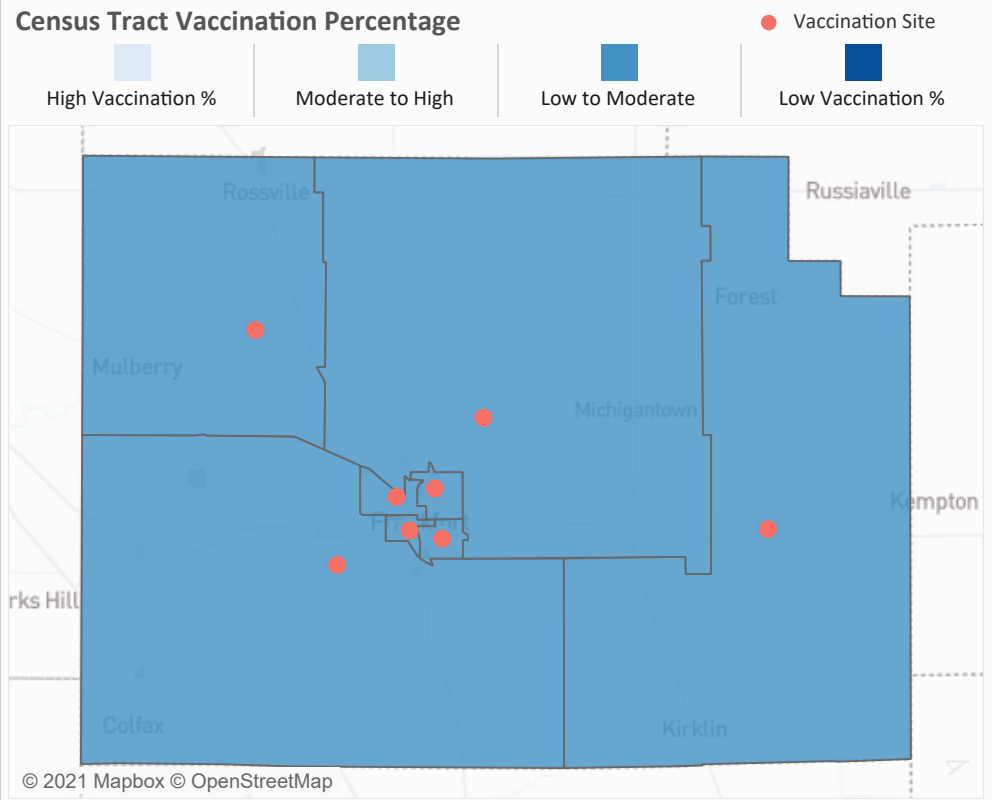 Census Tract Vaccination Percentage
Vaccination Site
High Vaccination %
Moderate to High
Low to Moderate
Low Vaccination %
Rossville
Russiaville
Forest
Mulberry
Michigantown
Kempton
Frankfort
rks Hill
Colfax
Kirklin
© 2021 Mapbox © OpenStreetMap